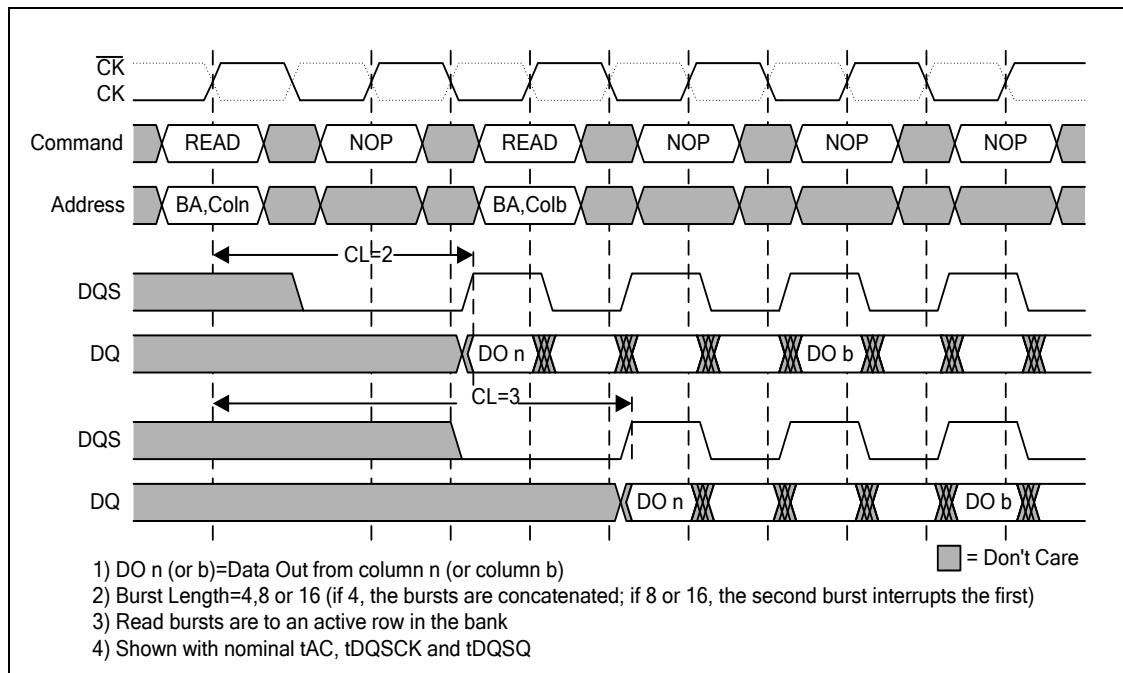 CK
CK
Command READ NOP READ NOP NOP NOP
Address BA,Coln BA,Colb
CL=2
DQS
DQ DO n DO b
CL=3
DQS
DQ DO n DO b
= Don't Care
1) DO n (or b)=Data Out from column n (or column b)
2) Burst Length=4,8 or 16 (if 4, the bursts are concatenated; if 8 or 16, the second burst interrupts the first)
3) Read bursts are to an active row in the bank
4) Shown with nominal tAC, tDQSCK and tDQSQ